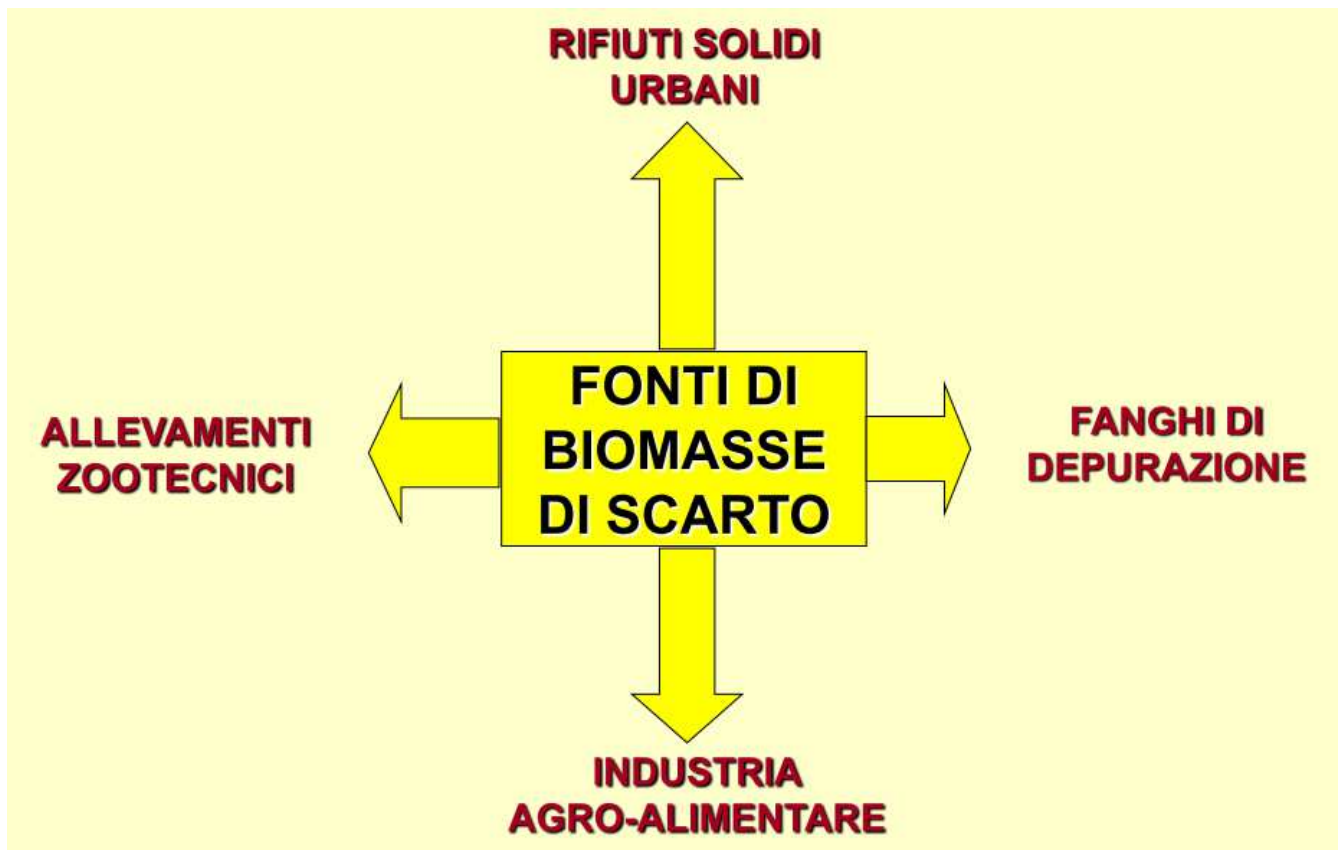 RIFIUTI SOLIDI
URBANI
ALLEVAMENTI
ZOOTECNICI
FONTI DI
BIOMASSE
DI SCARTO
FANGHI DI
DEPURAZIONE
INDUSTRIA
AGRO-ALIMENTARE